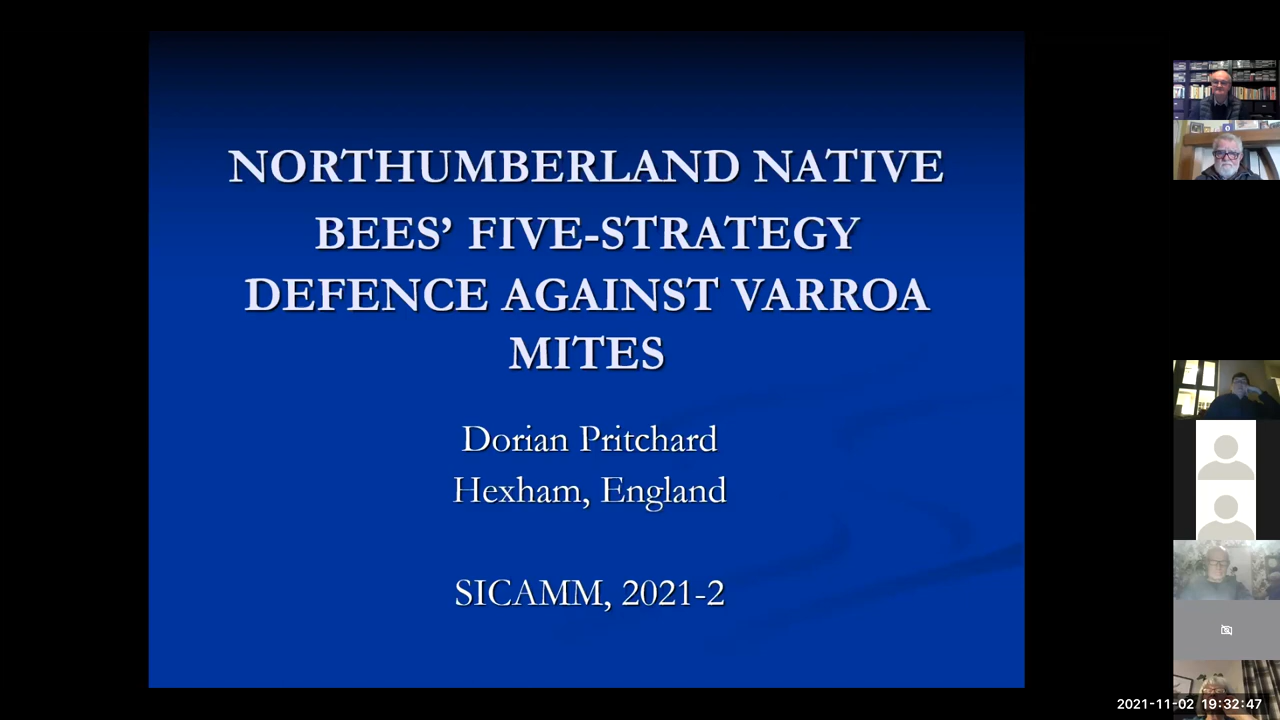 NORTHUMBERLAND NATIVE
BEES’ FIVE-STRATEGY
DEFENCE AGAINST VARROA
MITES
Dorian Pritchard
Hexham, England
SICAMM, 2021-2
2021-11-02 19:32:47